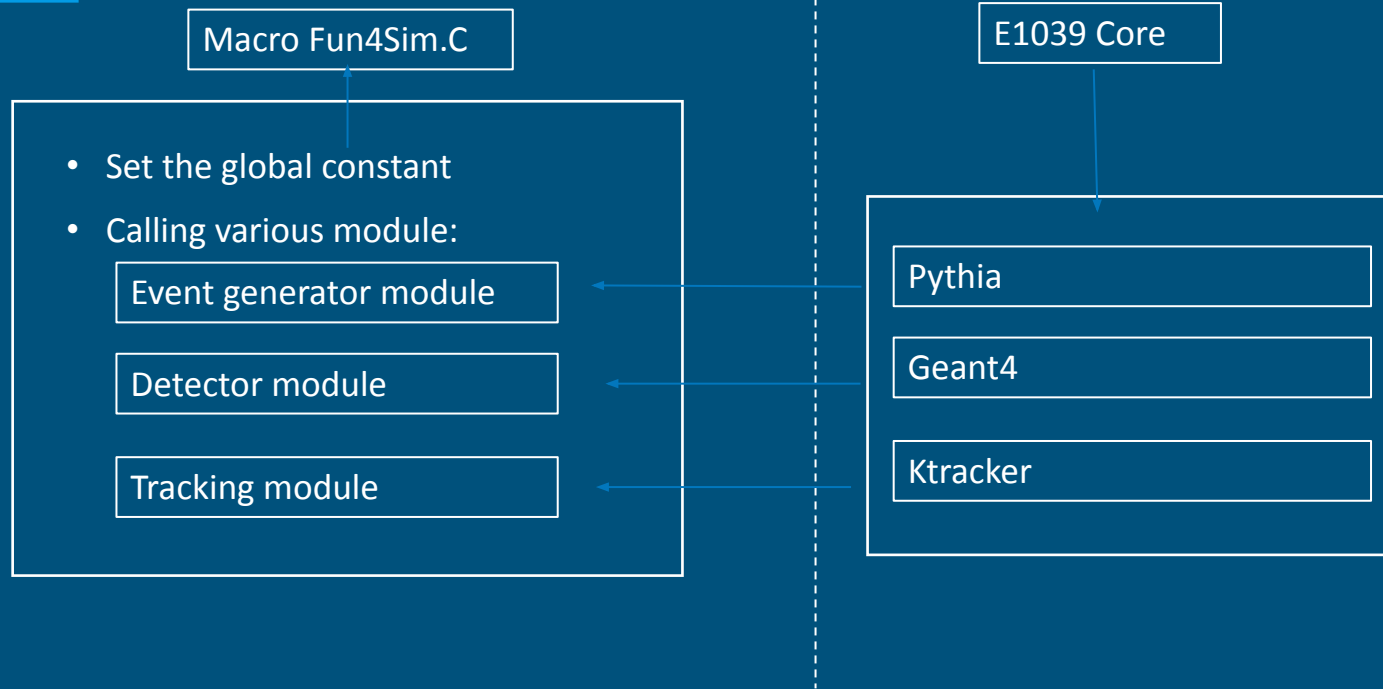 Macro Fun4Sim.C
• Set the global constant
• Calling various module:
Event generator module
Detector module
Tracking module
E1039 Core
Pythia
Geant4
Ktracker